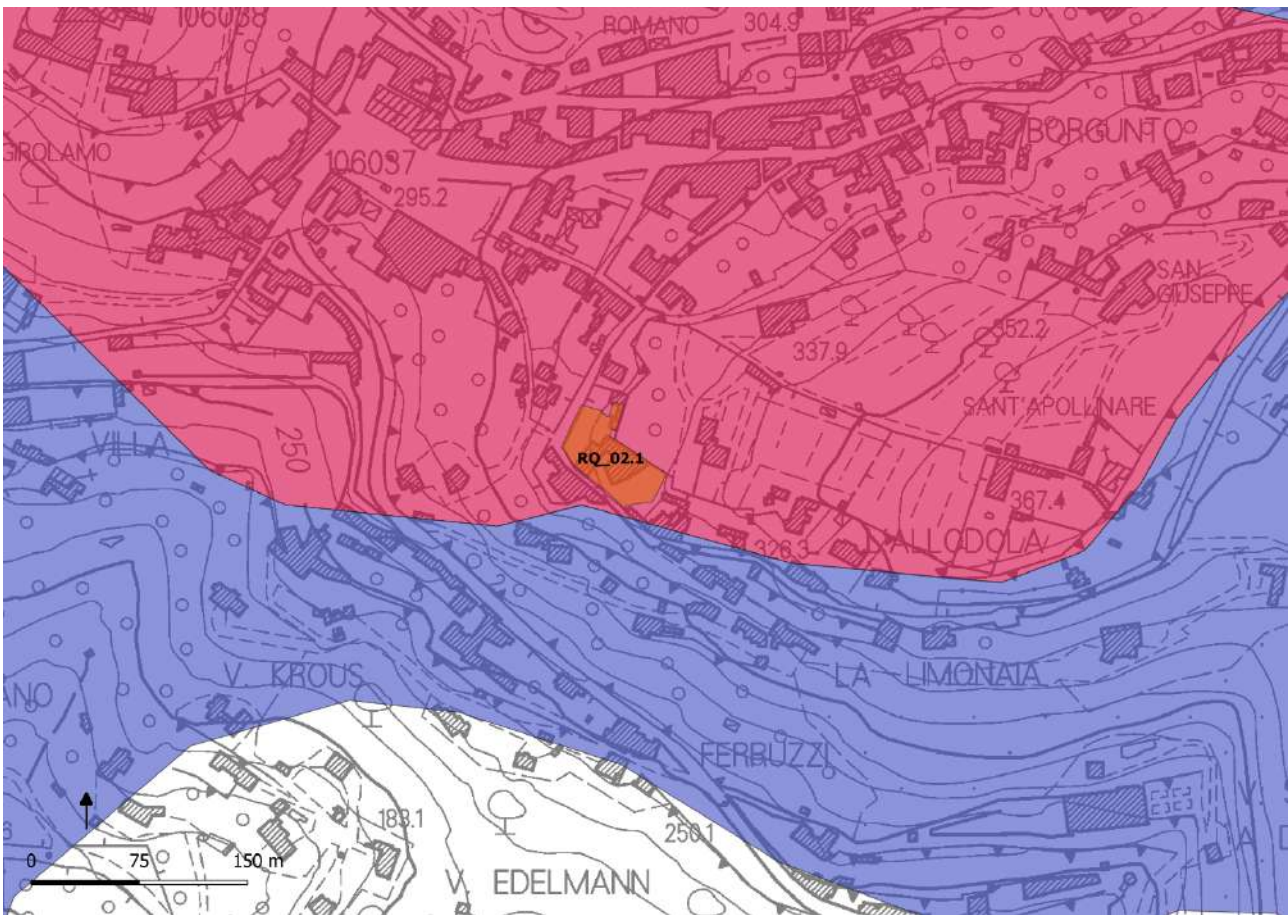 106038
ROMANO
304.9
BORGUNTO
GIROLAMO
106037
295.2
SAN
GIUSEPPE
352.2
337.9
SANT'APOLLINARE
250
VILLA
RQ_02.1
367.4
L'ALLODOLA
326.3
V. KROUS
LA LIMONAIA
ANO
FERRUZZI
183.1
250.1
V
A
0 75 150 m
V. EDELMANN